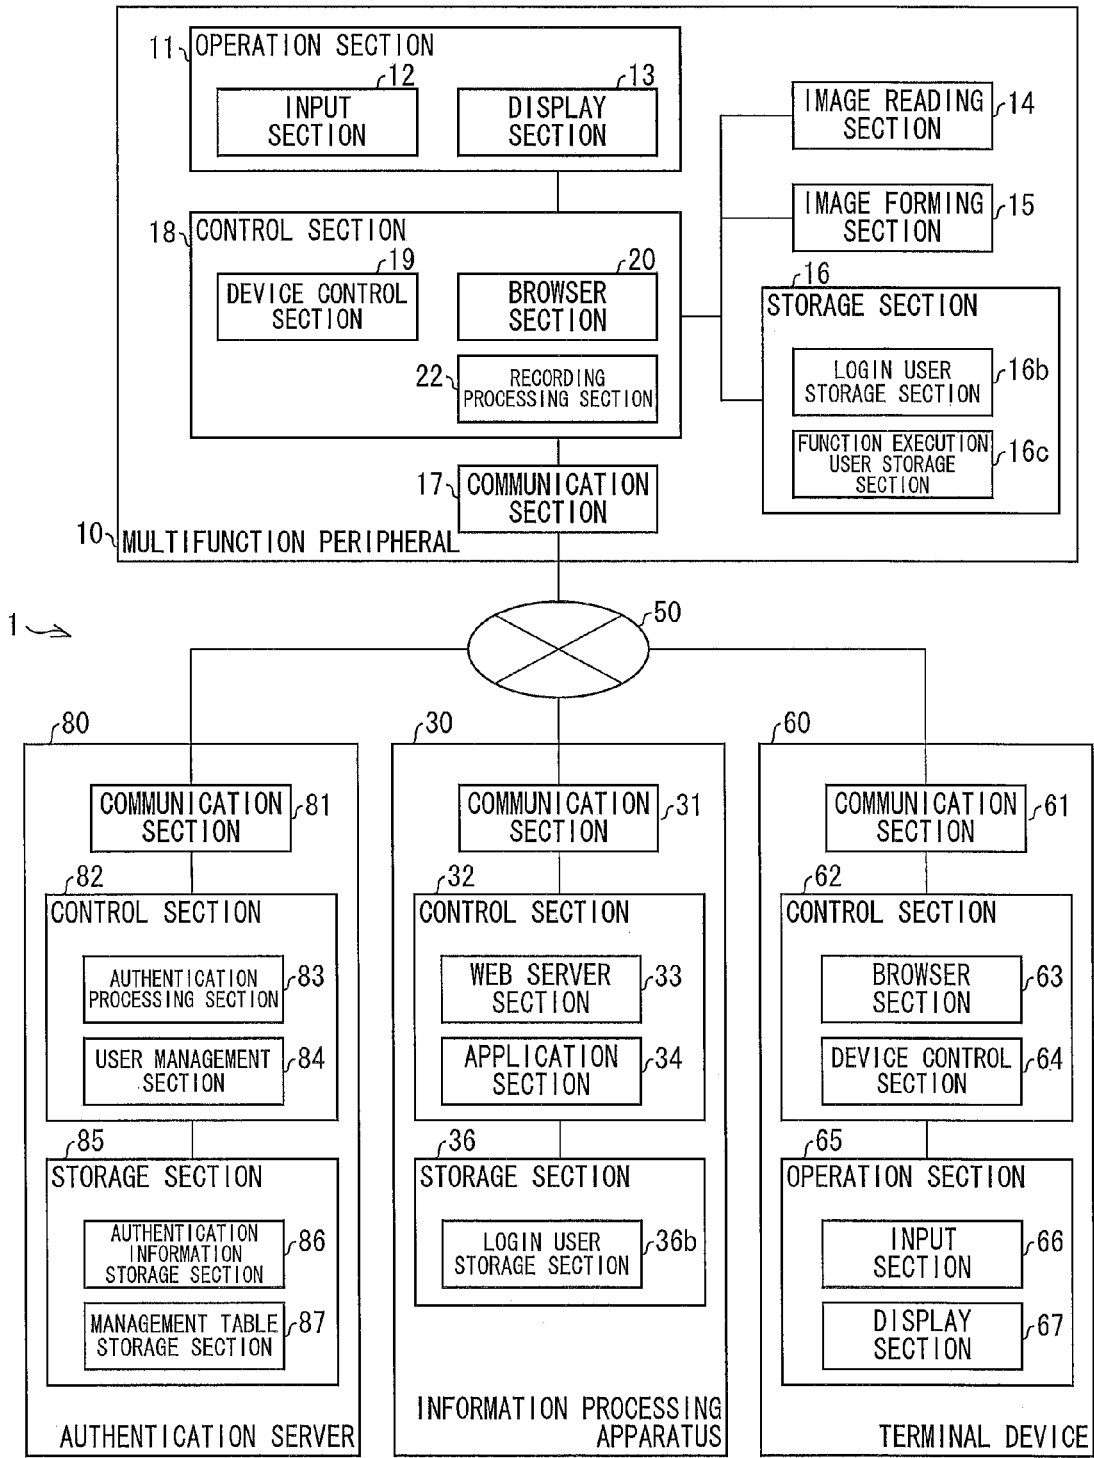 11
OPERATION SECTION
12
INPUT
SECTION
13
DISPLAY
SECTION
IMAGE READING
SECTION
14
IMAGE FORMING
SECTION
15
18
CONTROL SECTION
19
DEVICE CONTROL
SECTION
20
BROWSER
SECTION
22
RECORDING
PROCESSING SECTION
16
STORAGE SECTION
LOGIN USER
STORAGE SECTION
16b
FUNCTION EXECUTION
USER STORAGE
SECTION
16c
17
COMMUNICATION
SECTION
10
MULTIFUNCTION PERIPHERAL
1
50
80
COMMUNICATION
SECTION
81
82
CONTROL SECTION
AUTHENTICATION
PROCESSING SECTION
83
USER MANAGEMENT
SECTION
84
85
STORAGE SECTION
AUTHENTICATION
INFORMATION
STORAGE SECTION
86
MANAGEMENT TABLE
STORAGE SECTION
87
AUTHENTICATION SERVER
30
COMMUNICATION
SECTION
31
32
CONTROL SECTION
WEB SERVER
SECTION
33
APPLICATION
SECTION
34
36
STORAGE SECTION
LOGIN USER
STORAGE SECTION
36b
INFORMATION PROCESSING
APPARATUS
60
COMMUNICATION
SECTION
61
62
CONTROL SECTION
BROWSER
SECTION
63
DEVICE CONTROL
SECTION
64
65
OPERATION SECTION
INPUT
SECTION
66
DISPLAY
SECTION
67
TERMINAL DEVICE